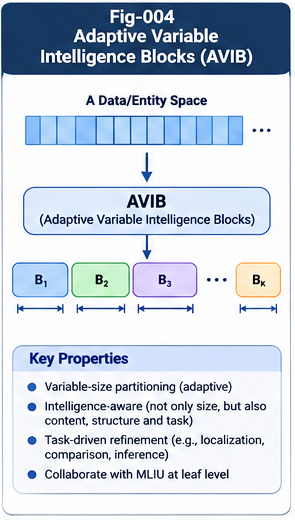 Fig-004
Adaptive Variable
Intelligence Blocks (AVIB)
A Data/Entity Space
...
AVIB
(Adaptive Variable Intelligence Blocks)
B1 B2 B3 ... BK
Key Properties
• Variable-size partitioning (adaptive)
• Intelligence-aware (not only size, but also
content, structure and task)
• Task-driven refinement (e.g., localization,
comparison, inference)
• Collaborate with MLIU at leaf level